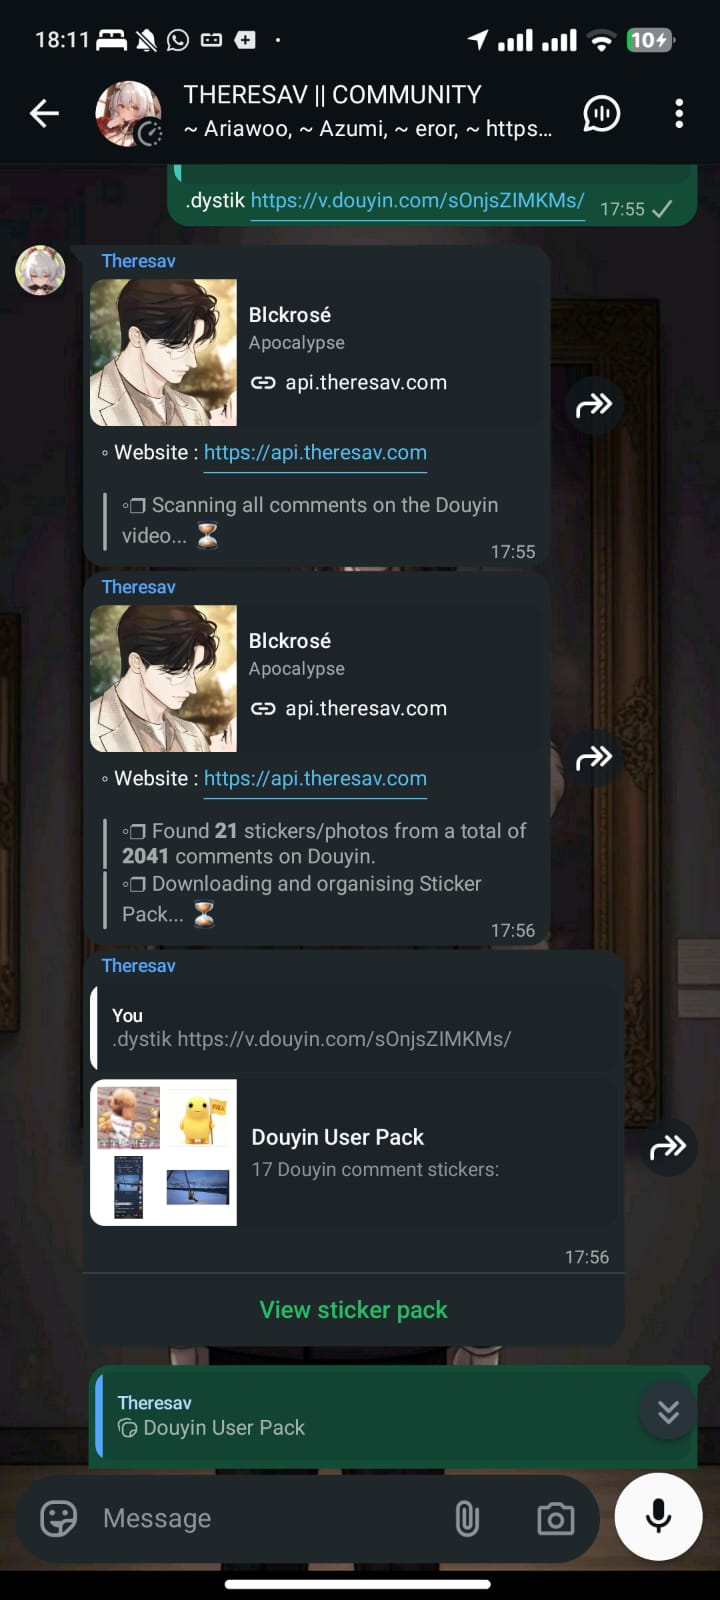 18:11
10
THERESAV || COMMUNITY
~ Ariawoo, ~ Azumi, ~ eror, ~ https...
.dystik https://v.douyin.com/sOnjsZIMKMs/ 17:55
Theresav
Blckrosé
Apocalypse
api.theresav.com
◦ Website : https://api.theresav.com
◦❐ Scanning all comments on the Douyin
video... ⏳
17:55
Theresav
Blckrosé
Apocalypse
api.theresav.com
◦ Website : https://api.theresav.com
◦❐ Found 21 stickers/photos from a total of
2041 comments on Douyin.
◦❐ Downloading and organising Sticker
Pack... ⏳
17:56
Theresav
You
.dystik https://v.douyin.com/sOnjsZIMKMs/
Douyin User Pack
17 Douyin comment stickers:
17:56
View sticker pack
Theresav
Douyin User Pack
Message